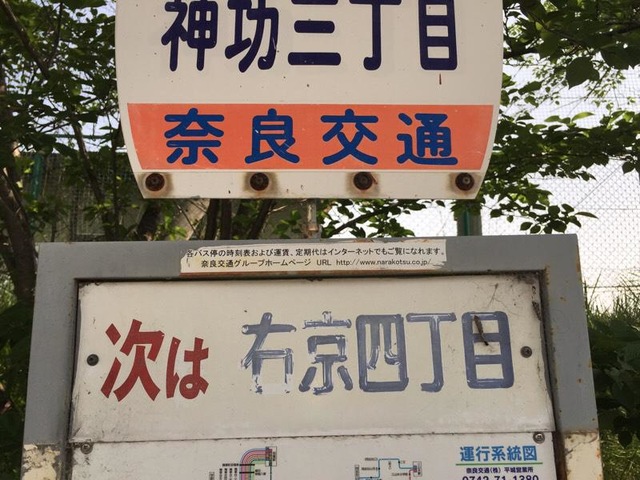 神功三丁目
奈良交通
各バス停の時刻表および運賃、定期代はインターネットでもご覧になれます。
奈良交通グループホームページ URL http://www.narakotsu.co.jp/
次は 右京四丁目
運行系統図
奈良交通(株) 平城営業所
0742-71-1380